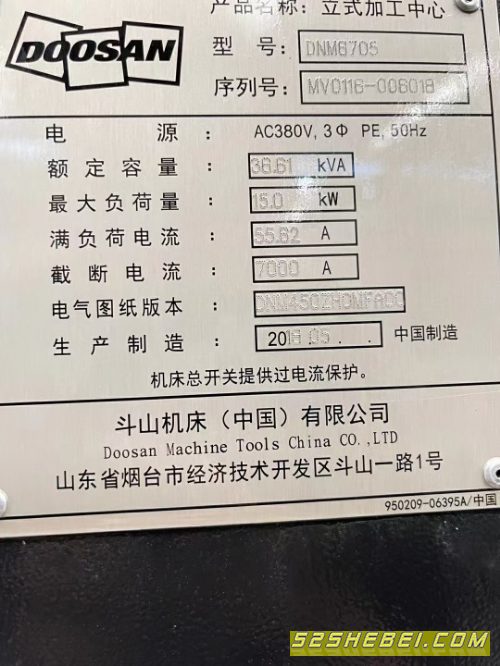 DOOSAN
产品名称: 立式加工中心
型 号: DNM6705
序列号: MV0116-006018
电 源 : AC380V, 3Φ PE, 50Hz
额定容量 : 36.61 kVA
最大负荷量 : 15.0 kW
满负荷电流 : 55.62 A
截断电流 : 7000 A
电气图纸版本 : DNM450ZHOMFA00
生产制造 : 2018.05. . 中国制造
机床总开关提供过电流保护。
斗山机床（中国）有限公司
Doosan Machine Tools China CO.,LTD
山东省烟台市经济技术开发区斗山一路1号
950209-06395A/中国
52SHEBEI.COM